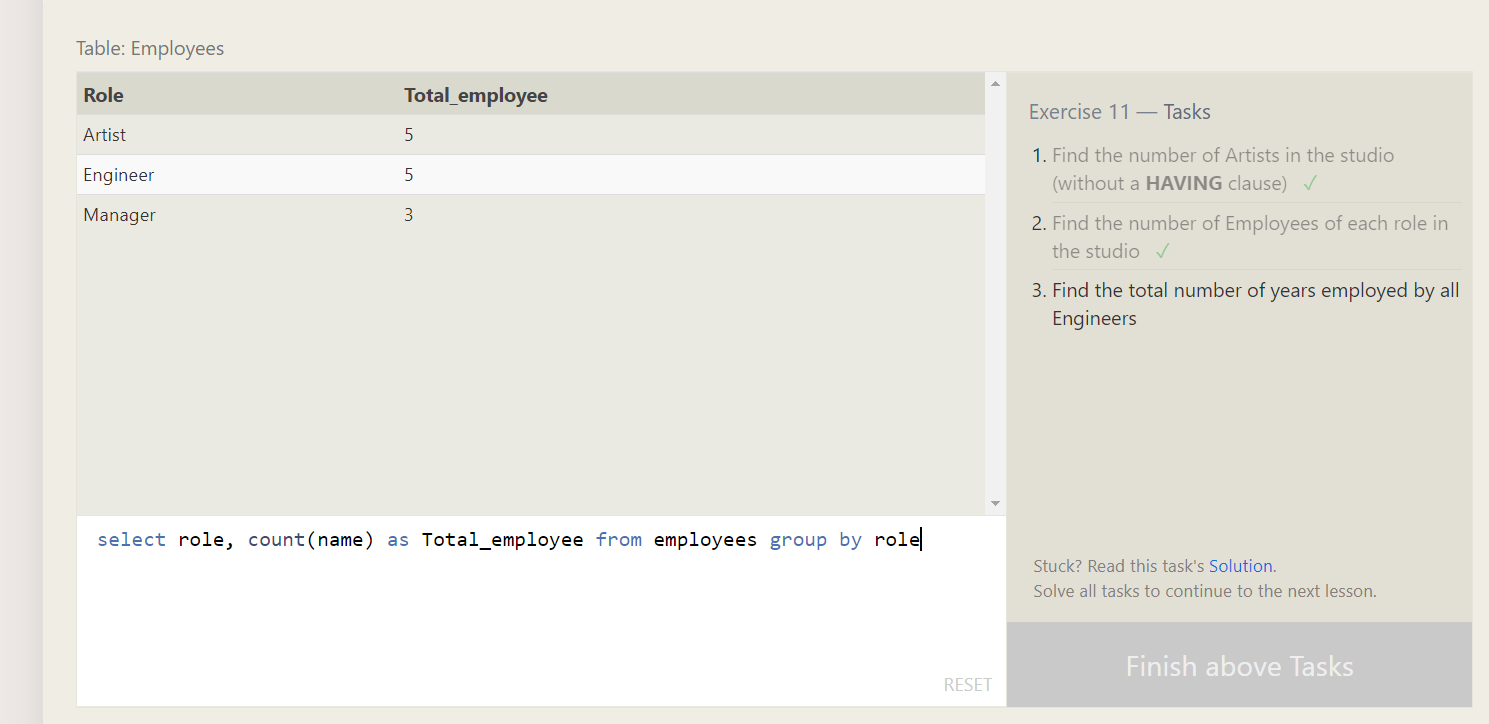 Table: Employees
Role Total_employee
Artist 5
Engineer 5
Manager 3
select role, count(name) as Total_employee from employees group by role
RESET
Exercise 11 — Tasks
1. Find the number of Artists in the studio
(without a HAVING clause) ✓
2. Find the number of Employees of each role in
the studio ✓
3. Find the total number of years employed by all
Engineers
Stuck? Read this task's Solution.
Solve all tasks to continue to the next lesson.
Finish above Tasks